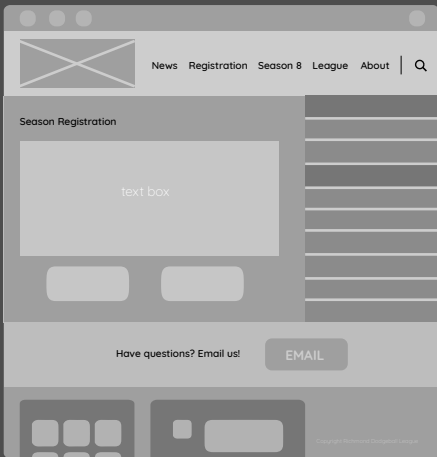 News Registration Season 8 League About
Season Registration
text box
Have questions? Email us!
EMAIL